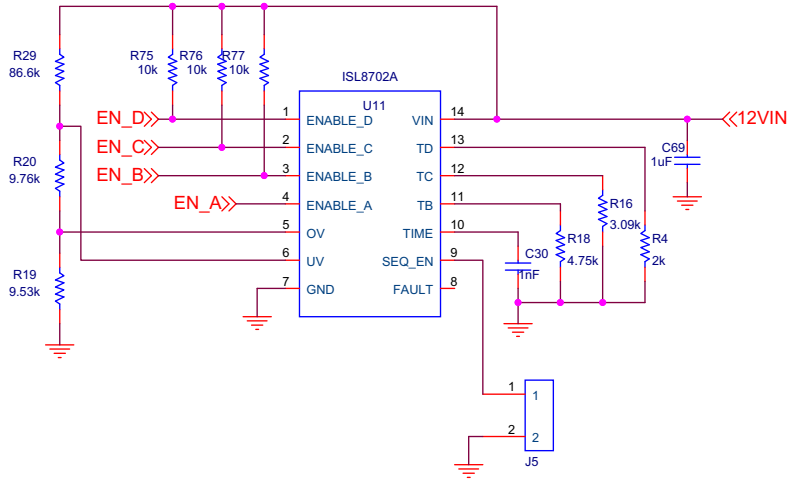 R29
86.6k
R75
10k
R76
10k
R77
10k
ISL8702A
U11
EN_D
1
ENABLE_D
VIN
14
12VIN
EN_C
2
ENABLE_C
TD
13
C69
1uF
R20
9.76k
EN_B
3
ENABLE_B
TC
12
EN_A
4
ENABLE_A
TB
11
R16
3.09k
5
OV
TIME
10
R18
4.75k
R4
2k
6
UV
SEQ_EN
9
C30
1nF
R19
9.53k
7
GND
FAULT
8
1
1
2
2
J5